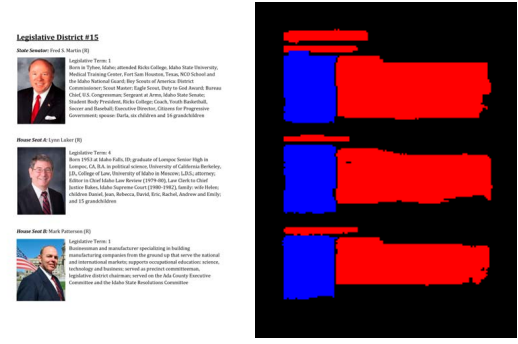 Legislative District #15
State Senator: Fred S. Martin (R)
Legislative Term: 1
Born in Tyhee, Idaho; attended Ricks College, Idaho State University,
Medical Training Center, Fort Sam Houston, Texas, NCO School and
the Idaho National Guard; Boy Scouts of America: District
Commissioner; Scout Master: Eagle Scout, Duty to God Award; Bureau
Chief, U.S. Congressman; Sergeant at Arms, Idaho State Senate;
Student Body President, Ricks College; Coach, Youth Basketball,
Soccer and Baseball; Executive Director, Citizens for Progressive
Government; spouse: Darla, six children and 16 grandchildren
House Seat A: Lynn Luker (R)
Legislative Term: 4
Born 1953 at Idaho Falls, ID; graduate of Lompoc Senior High in
Lompoc, CA, B.A. in political science, University of California-Berkeley,
J.D., College of Law, University of Idaho in Moscow; L.D.S.; attorney;
Editor in Chief Idaho Law Review (1979-80), Law Clerk to Chief
Justice Bakes, Idaho Supreme Court (1980-1982), family: wife Helen;
children Daniel, Jean, Rebecca, David, Eric, Rachel, Andrew and Emily;
and 15 grandchildren
House Seat B: Mark Patterson (R)
Legislative Term: 1
Businessman and manufacturer specializing in building
manufacturing companies from the ground up that serve the national
and international markets; supports occupational education: science,
technology and business; served as precinct committeeman,
legislative district chairman; served on the Ada County Executive
Committee and the Idaho State Resolutions Committee